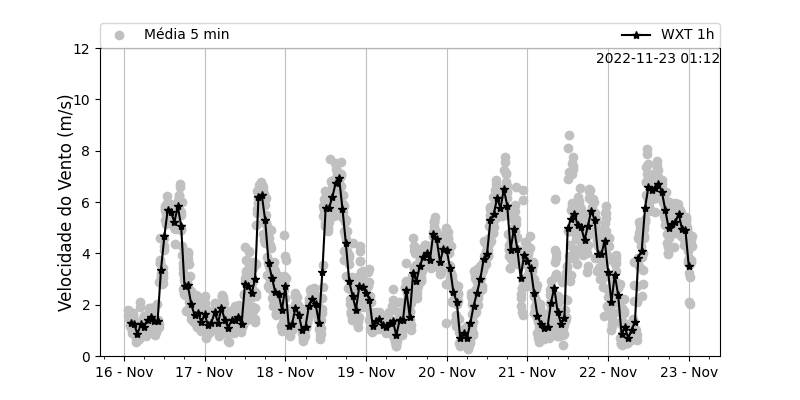 Média 5 min
WXT 1h
2022-11-23 01:12
Velocidade do Vento (m/s)
12
10
8
6
4
2
0
16 - Nov
17 - Nov
18 - Nov
19 - Nov
20 - Nov
21 - Nov
22 - Nov
23 - Nov